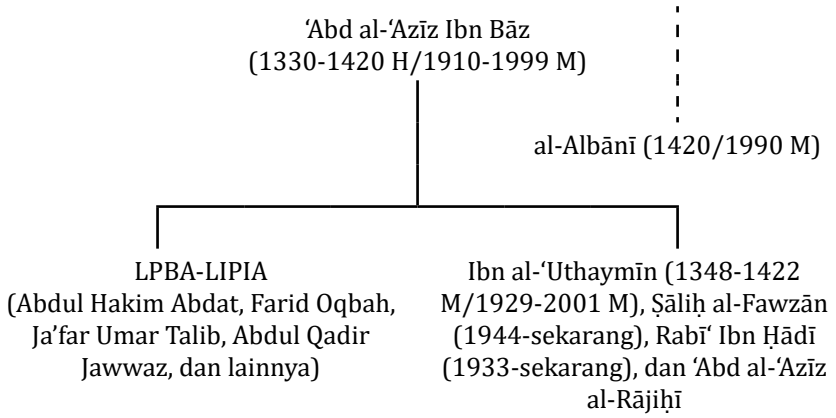 ‘Abd al-‘Azīz Ibn Bāz
(1330-1420 H/1910-1999 M)
al-Albānī (1420/1990 M)
LPBA-LIPIA
(Abdul Hakim Abdat, Farid Oqbah,
Ja’far Umar Talib, Abdul Qadir
Jawwaz, dan lainnya)
Ibn al-‘Uthaymīn (1348-1422
M/1929-2001 M), Ṣāliḥ al-Fawzān
(1944-sekarang), Rabī‘ Ibn Ḥādī
(1933-sekarang), dan ‘Abd al-‘Azīz
al-Rājiḥī